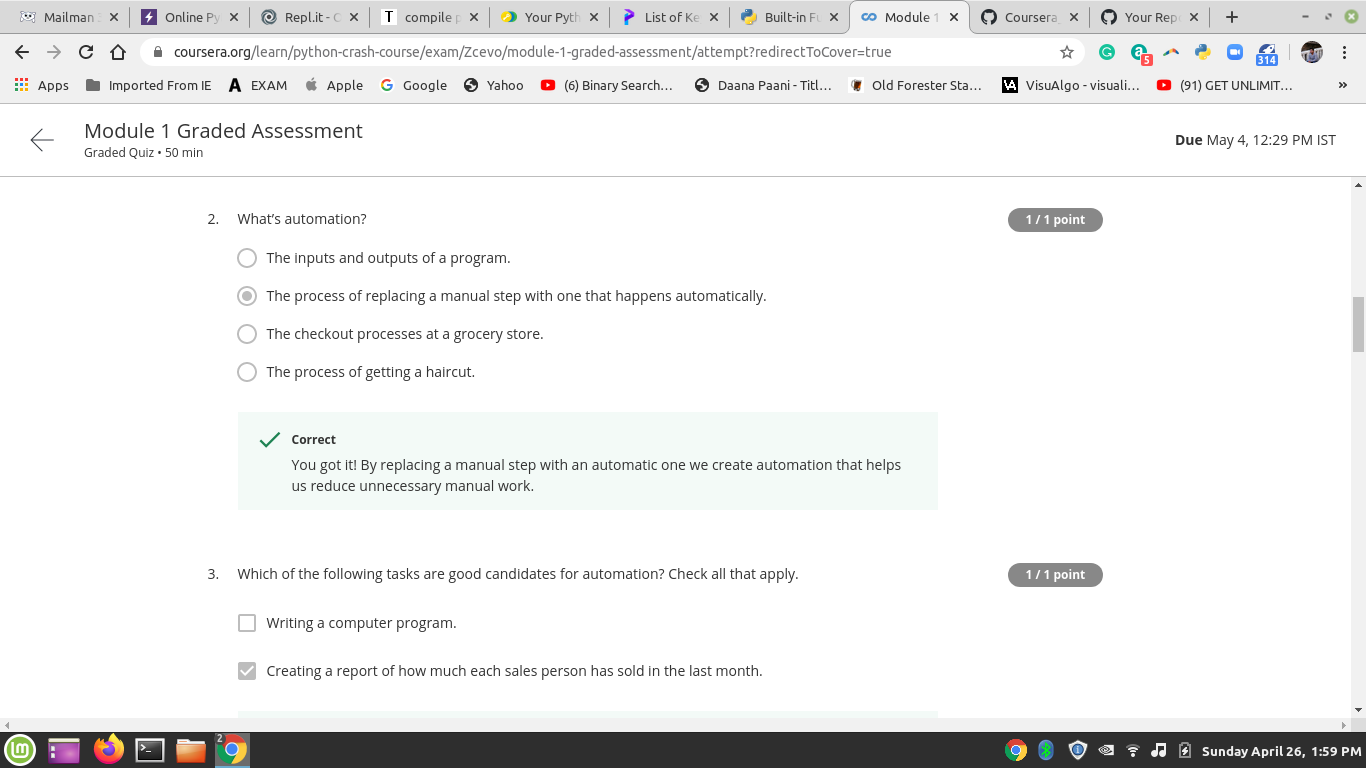 Mailman
Online Py
Repl.it - C
compile p
Your Pyth
List of Ke
Built-in Fu
Module 1
Coursera
Your Repo
coursera.org/learn/python-crash-course/exam/Zcevo/module-1-graded-assessment/attempt?redirectToCover=true
5
314
Apps
Imported From IE
EXAM
Apple
Google
Yahoo
(6) Binary Search...
Daana Paani - Titl...
Old Forester Sta...
VisuAlgo - visuali...
(91) GET UNLIMIT...
»
Module 1 Graded Assessment
Graded Quiz • 50 min
Due May 4, 12:29 PM IST
2. What's automation?
1 / 1 point
The inputs and outputs of a program.
The process of replacing a manual step with one that happens automatically.
The checkout processes at a grocery store.
The process of getting a haircut.
Correct
You got it! By replacing a manual step with an automatic one we create automation that helps
us reduce unnecessary manual work.
3. Which of the following tasks are good candidates for automation? Check all that apply.
1 / 1 point
Writing a computer program.
Creating a report of how much each sales person has sold in the last month.
2
Sunday April 26, 1:59 PM